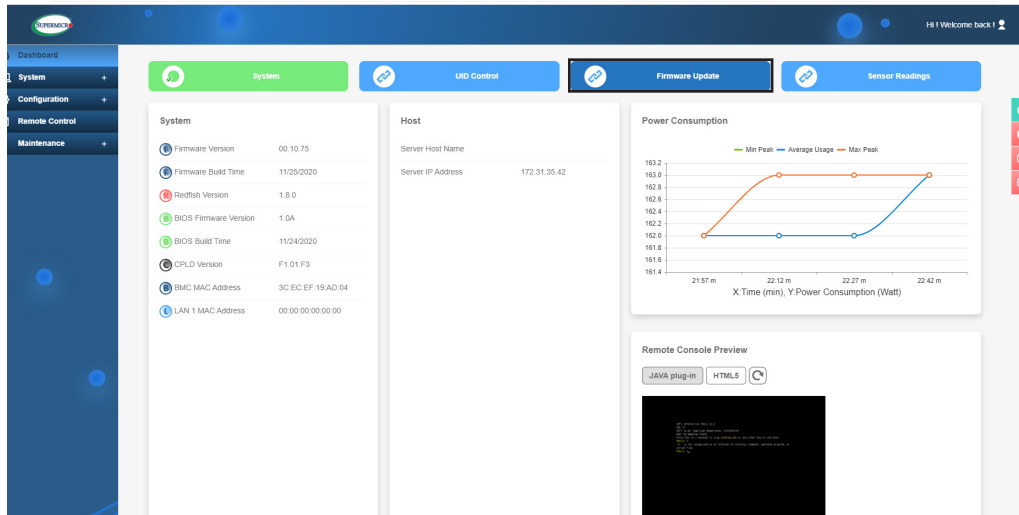 SUPERMICR
Hi ! Welcome back !
Dashboard
System +
Configuration +
Remote Control
Maintenance +
System
UID Control
Firmware Update
Sensor Readings
System
Firmware Version 00.10.75
Firmware Build Time 11/25/2020
Redfish Version 1.8.0
BIOS Firmware Version 1.0A
BIOS Build Time 11/24/2020
CPLD Version F1.01.F3
BMC MAC Address 3C:EC:EF:19:AD:04
LAN 1 MAC Address 00:00:00:00:00:00
Host
Server Host Name
Server IP Address 172.31.35.42
Power Consumption
Min Peak Average Usage Max Peak
163.2
163.0
162.8
162.6
162.4
162.2
162.0
161.8
161.6
161.4
21:57 m 22:12 m 22:27 m 22:42 m
X:Time (min), Y:Power Consumption (Watt)
Remote Console Preview
JAVA plug-in HTML5